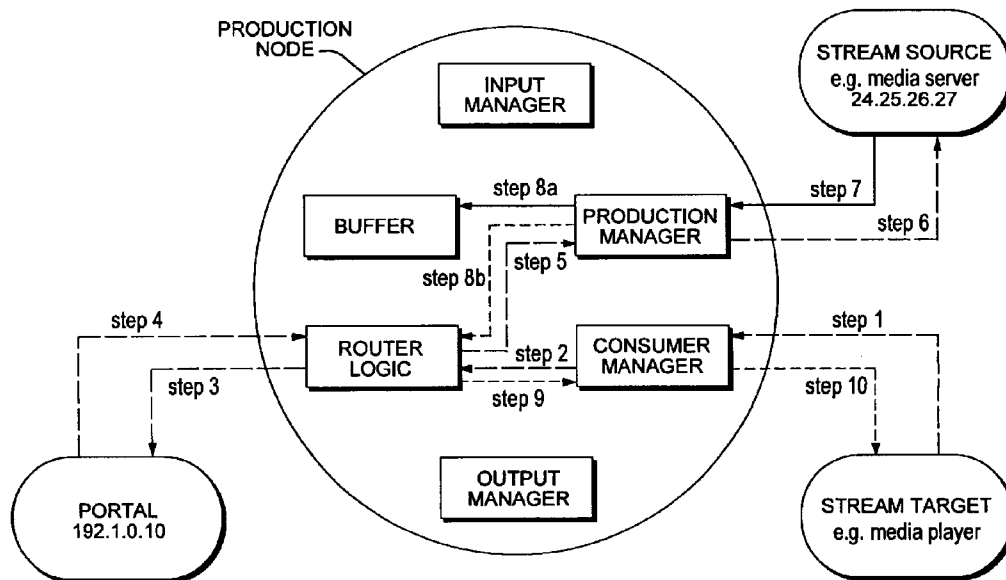 PRODUCTION
NODE
INPUT
MANAGER
STREAM SOURCE
e.g. media server
24.25.26.27
step 8a
step 7
BUFFER
PRODUCTION
MANAGER
step 6
step 5
step 8b
step 4
step 1
ROUTER
LOGIC
step 2
CONSUMER
MANAGER
step 3
step 9
step 10
OUTPUT
MANAGER
PORTAL
192.1.0.10
STREAM TARGET
e.g. media player